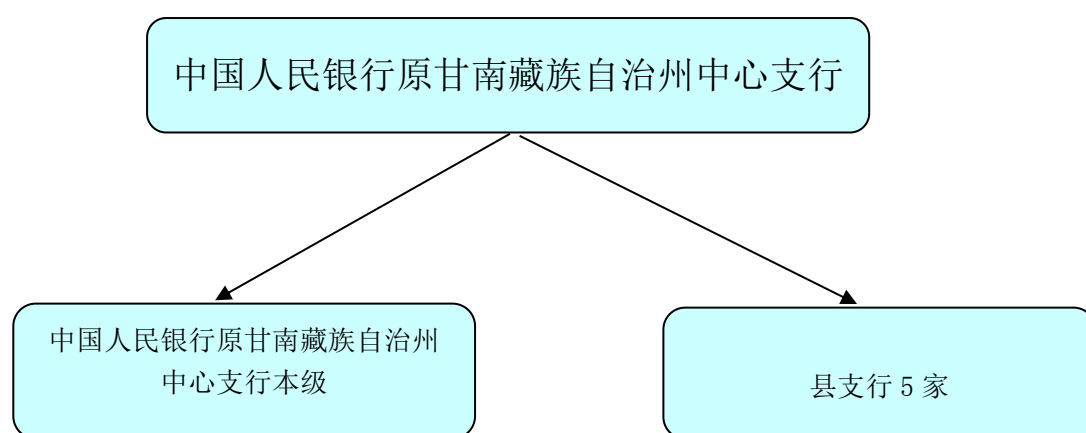 中国人民银行原甘南藏族自治州中心支行
中国人民银行原甘南藏族自治州
中心支行本级
县支行 5 家